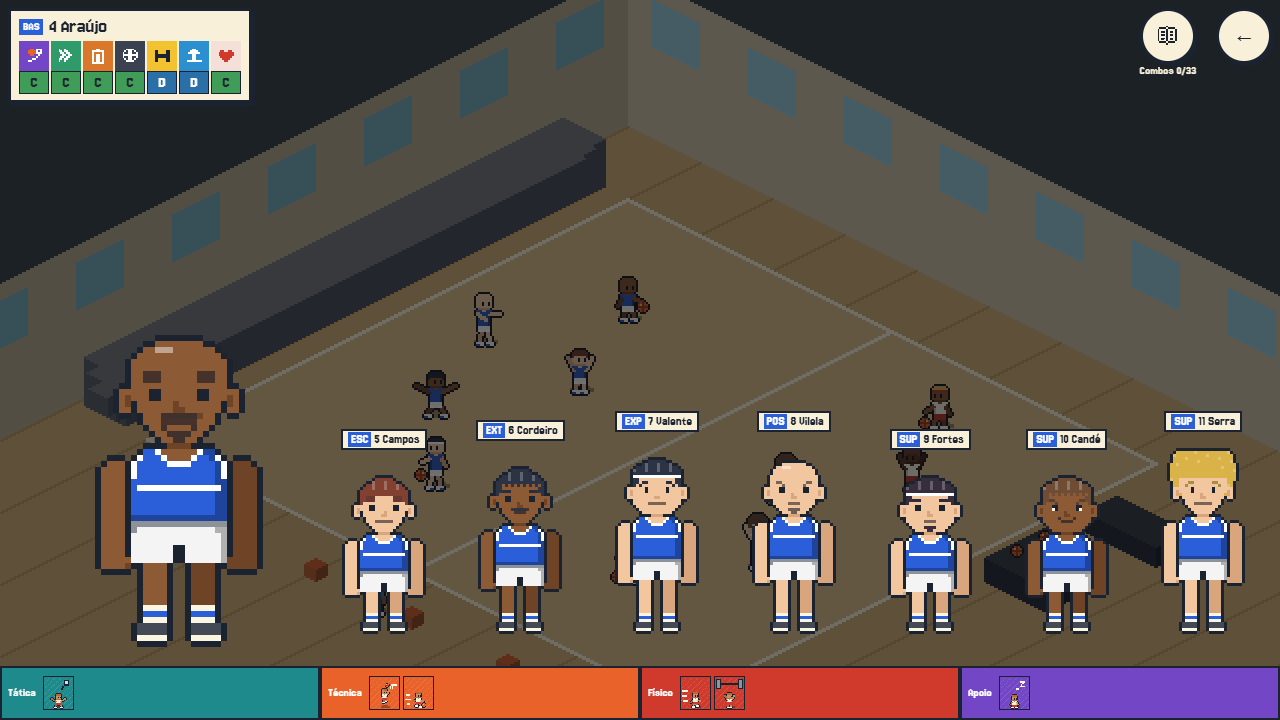 BAS 4 Araújo
C C C C D D C
Combos 0/33
←
ESC 5 Campos
EXT 6 Cordeiro
EXP 7 Valente
POS 8 Vilela
SUP 9 Fortes
SUP 10 Candé
SUP 11 Serra
Tática
Técnica
Físico
Apoio